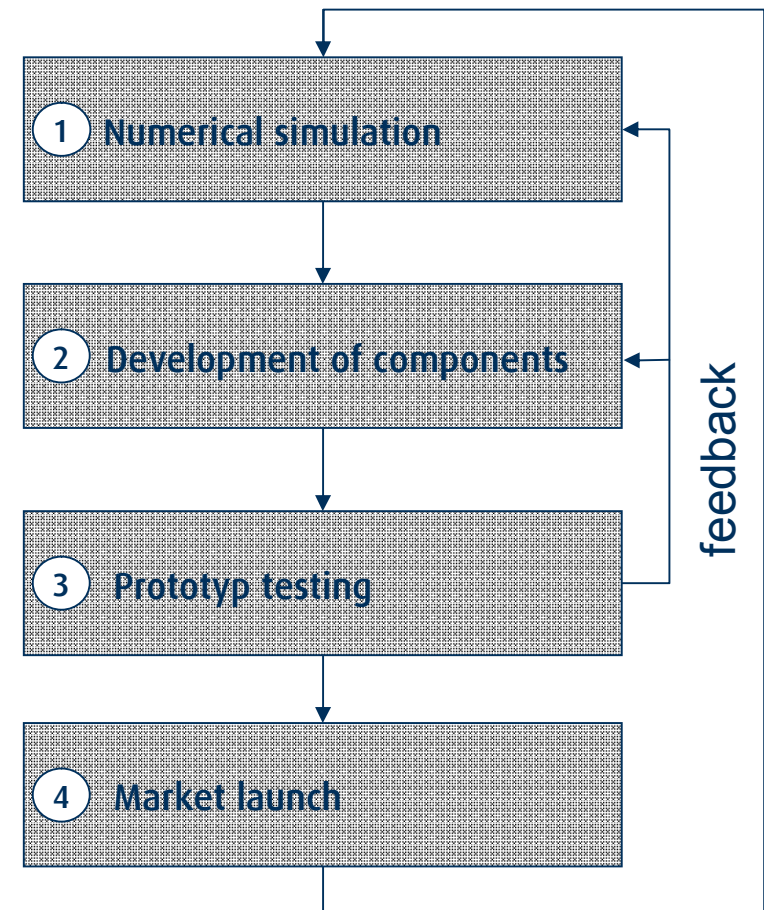 1 Numerical simulation
2 Development of components
3 Prototyp testing
4 Market launch
feedback